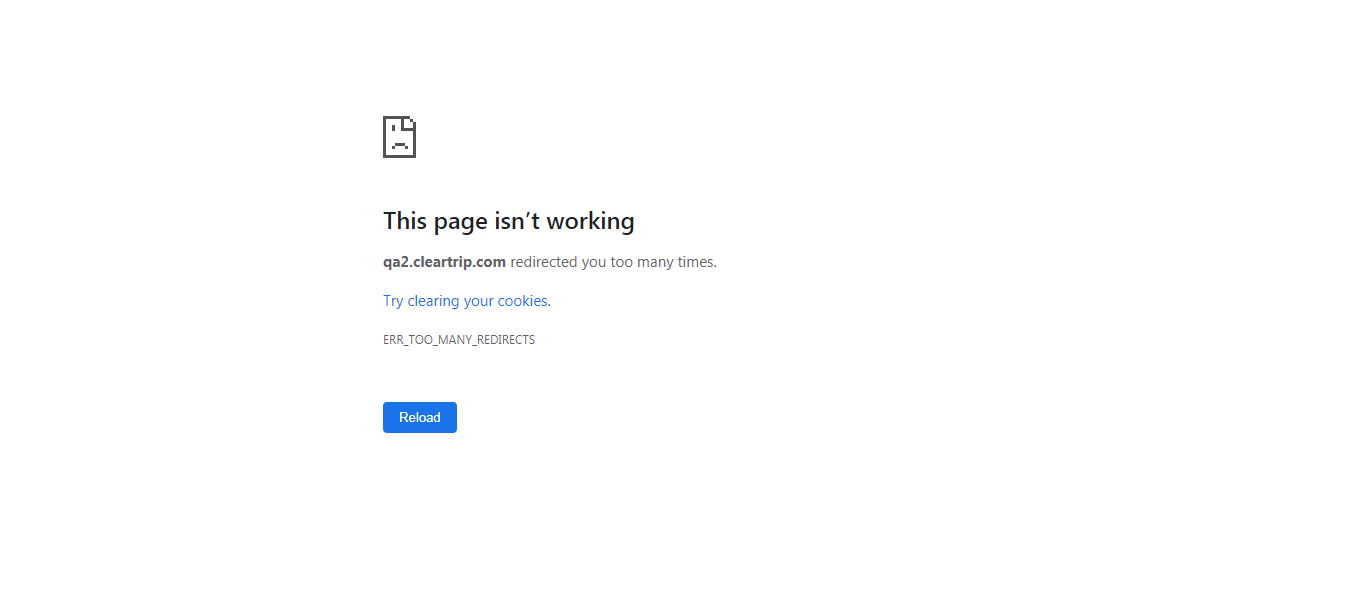 This page isn’t working
qa2.cleartrip.com redirected you too many times.
Try clearing your cookies.
ERR_TOO_MANY_REDIRECTS
Reload